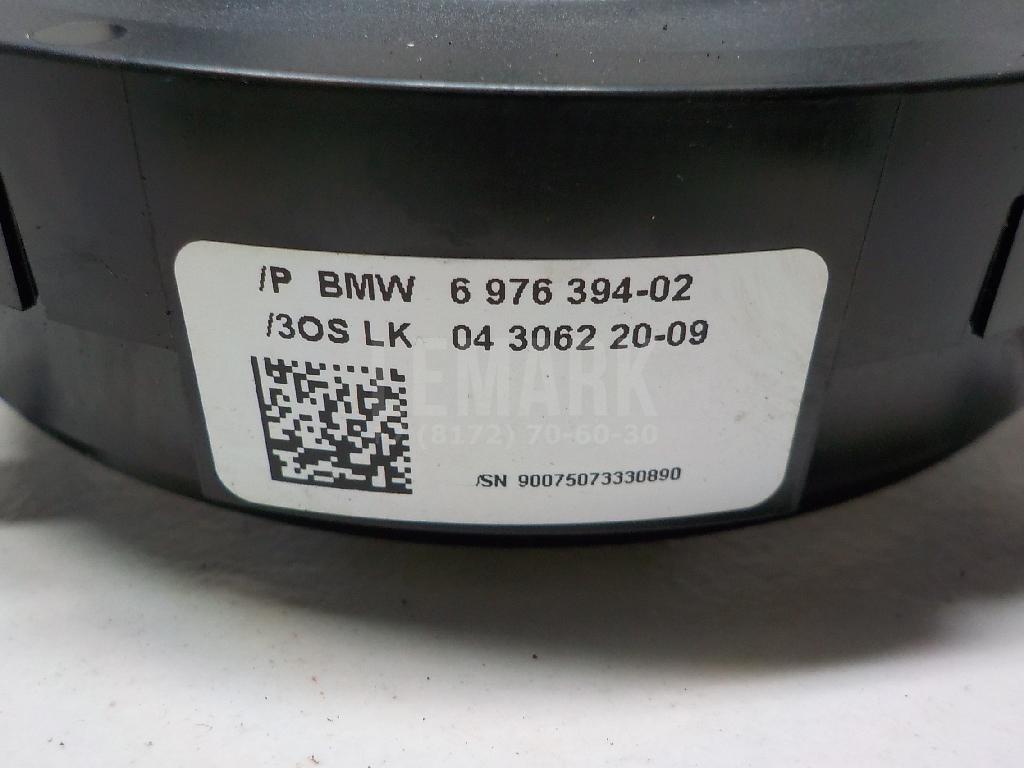 /P BMW 6 976 394-02
/3OS LK 04 3062 20-09
EMARK
(8172) 70-60-30
/SN 90075073330890